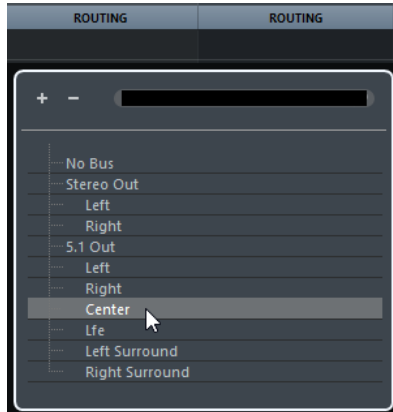 ROUTING ROUTING
+ −
No Bus
Stereo Out
Left
Right
5.1 Out
Left
Right
Center
Lfe
Left Surround
Right Surround